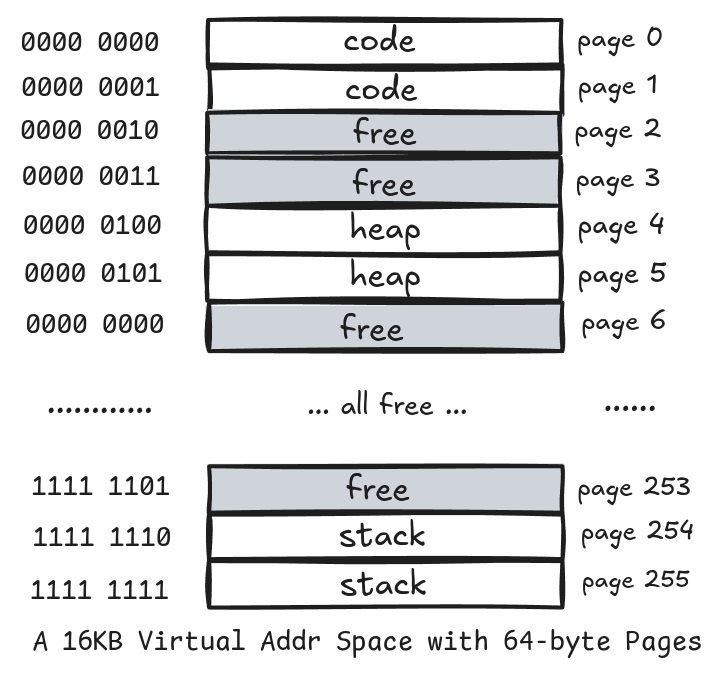 0000 0000 code page 0
0000 0001 code page 1
0000 0010 free page 2
0000 0011 free page 3
0000 0100 heap page 4
0000 0101 heap page 5
0000 0000 free page 6
............ ... all free ... ......
1111 1101 free page 253
1111 1110 stack page 254
1111 1111 stack page 255
A 16KB Virtual Addr Space with 64-byte Pages